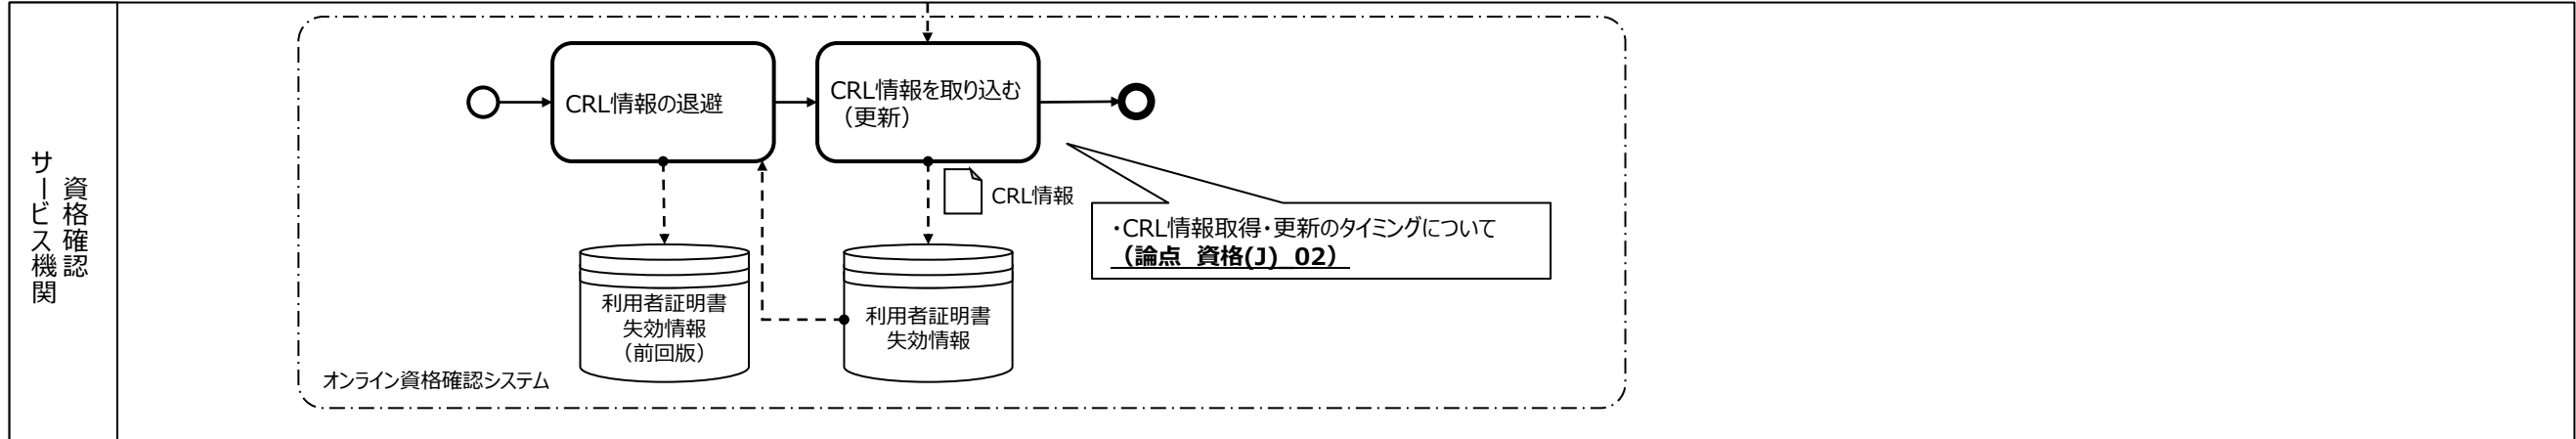 資格確認
サービス機関
CRL情報の退避
CRL情報を取り込む
（更新）
CRL情報
・CRL情報取得・更新のタイミングについて
（論点 資格(J)_02）
利用者証明書
失効情報
（前回版）
利用者証明書
失効情報
オンライン資格確認システム